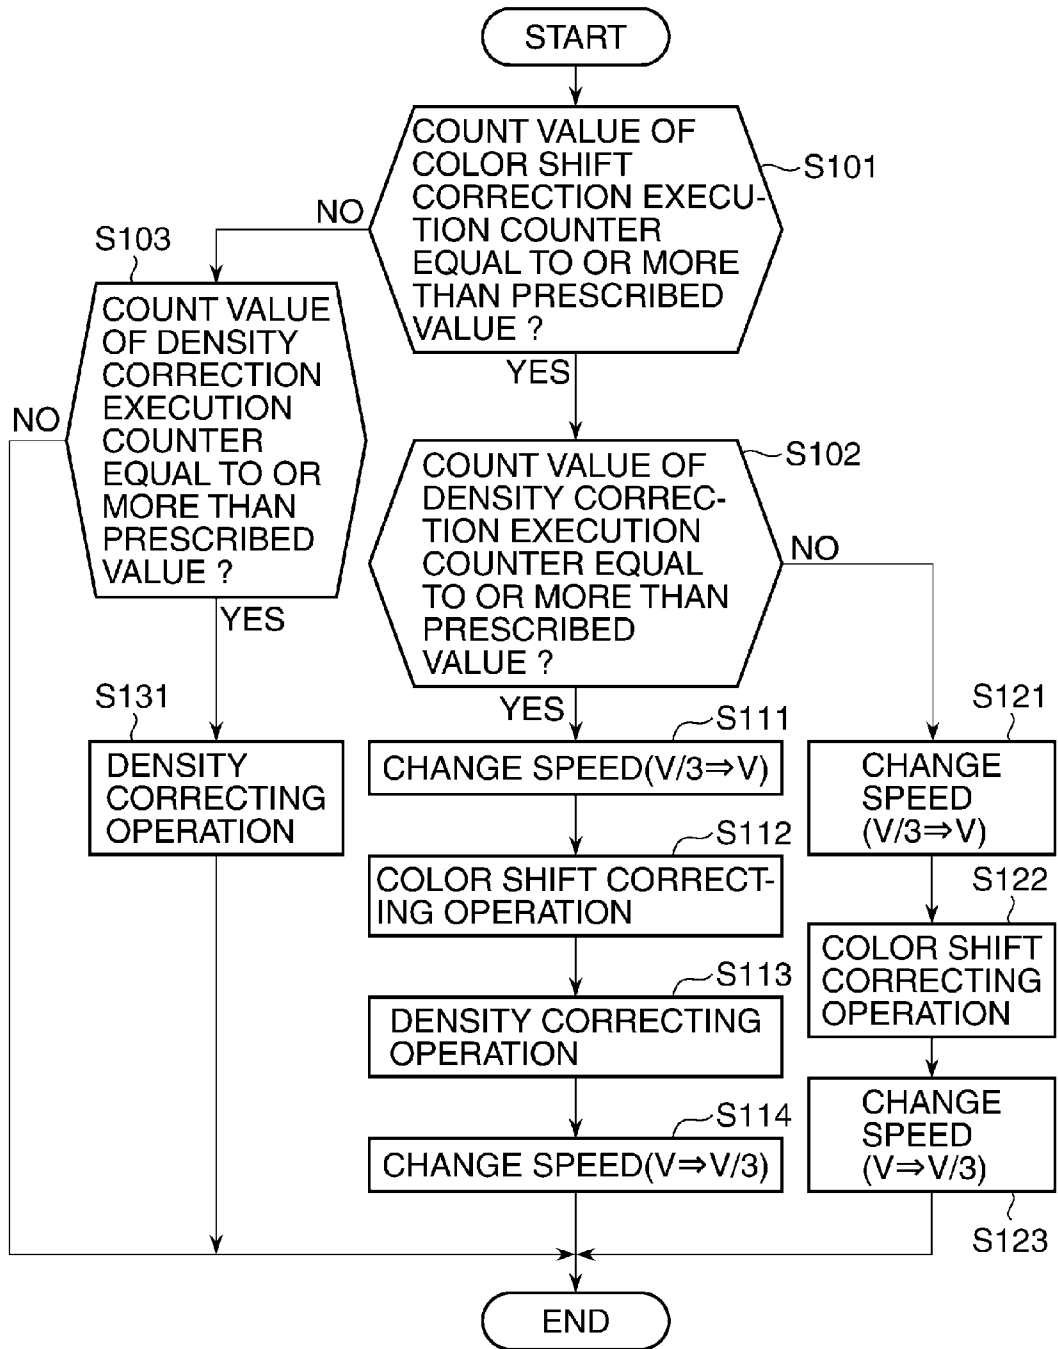 START
COUNT VALUE OF
COLOR SHIFT
CORRECTION EXECU-
TION COUNTER
EQUAL TO OR MORE
THAN PRESCRIBED
VALUE ?
S101
NO
YES
S103
COUNT VALUE
OF DENSITY
CORRECTION
EXECUTION
COUNTER
EQUAL TO OR
MORE THAN
PRESCRIBED
VALUE ?
NO
YES
S102
COUNT VALUE OF
DENSITY CORREC-
TION EXECUTION
COUNTER EQUAL
TO OR MORE THAN
PRESCRIBED
VALUE ?
NO
YES
S131
DENSITY
CORRECTING
OPERATION
S111
CHANGE SPEED(V/3⇒V)
S112
COLOR SHIFT CORRECT-
ING OPERATION
S113
DENSITY CORRECTING
OPERATION
S114
CHANGE SPEED(V⇒V/3)
S121
CHANGE
SPEED
(V/3⇒V)
S122
COLOR SHIFT
CORRECTING
OPERATION
CHANGE
SPEED
(V⇒V/3)
S123
END